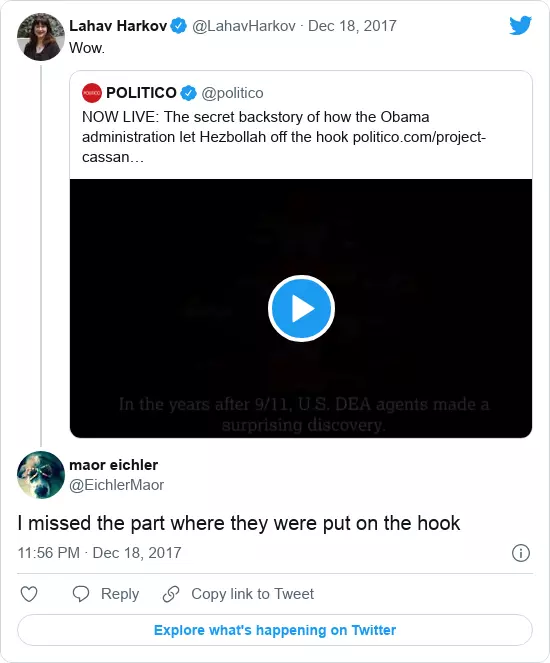 Lahav Harkov @LahavHarkov · Dec 18, 2017
Wow.
POLITICO @politico
NOW LIVE: The secret backstory of how the Obama
administration let Hezbollah off the hook politico.com/project-
cassan…
In the years after 9/11, U.S. DEA agents made a
surprising discovery.
maor eichler
@EichlerMaor
I missed the part where they were put on the hook
11:56 PM · Dec 18, 2017
Reply Copy link to Tweet
Explore what's happening on Twitter